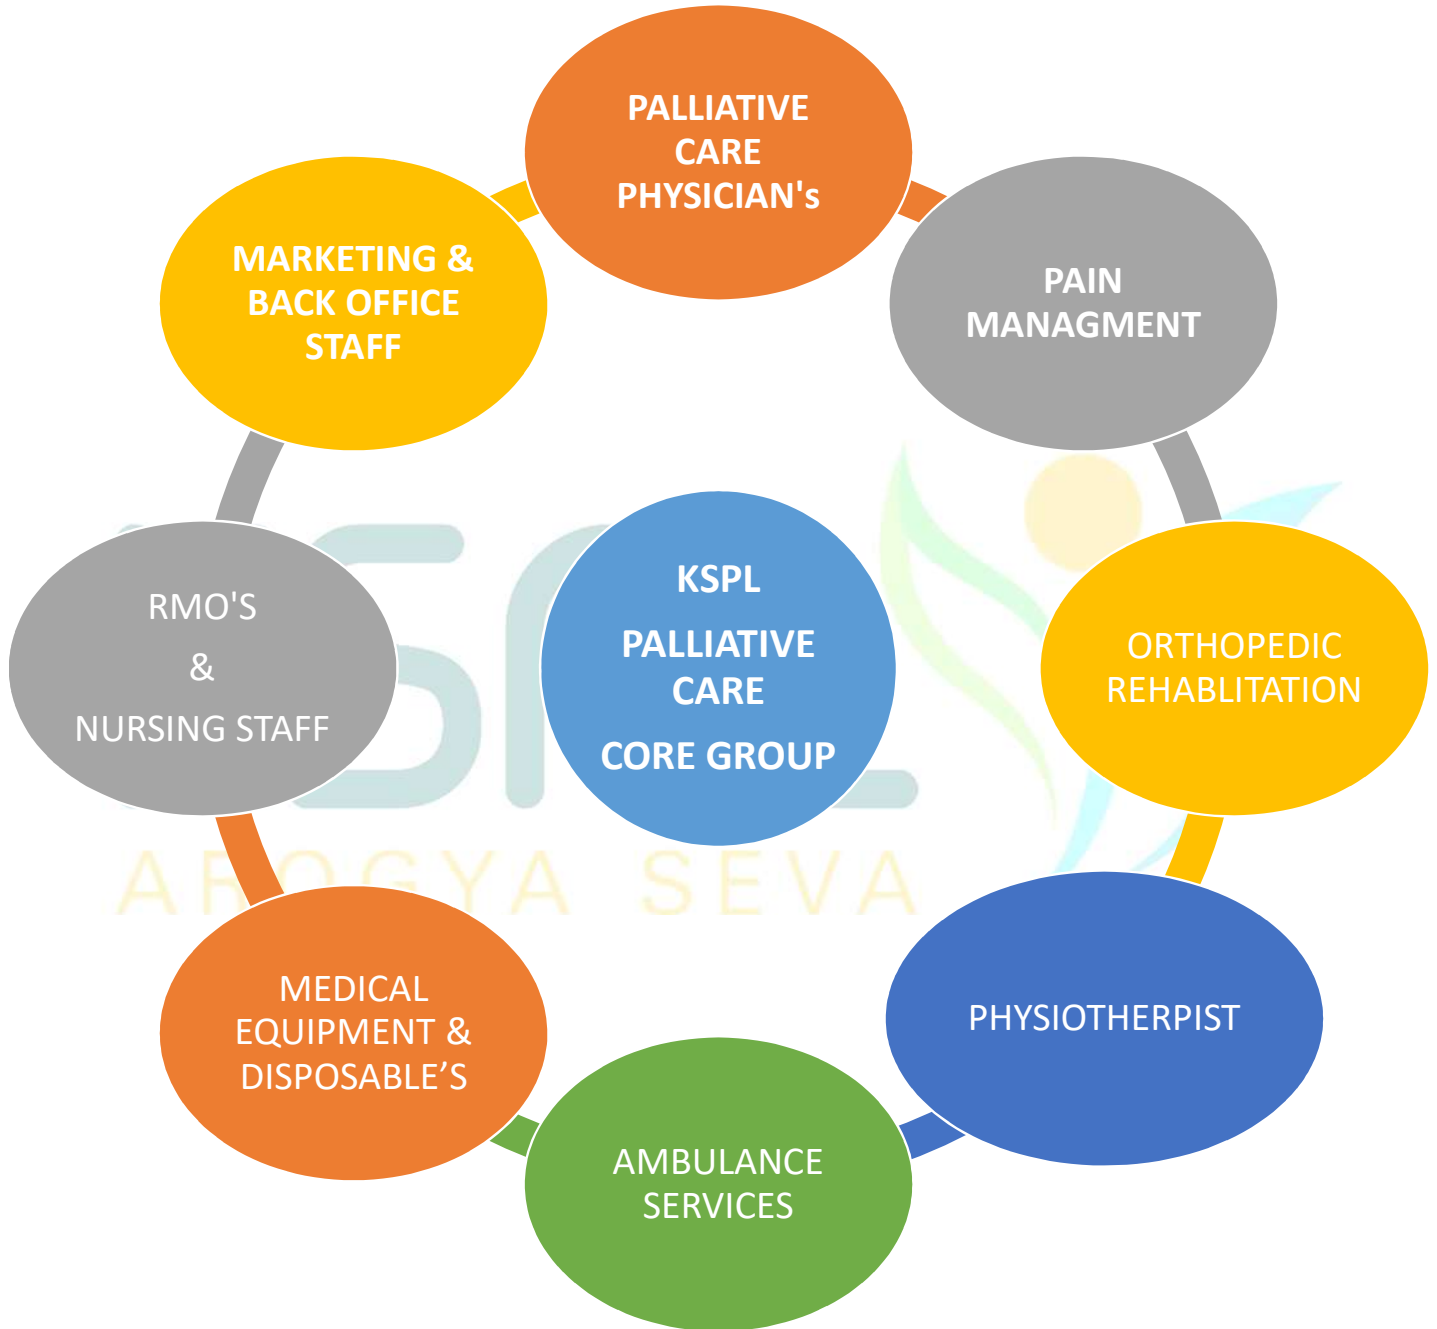 PALLIATIVE
CARE
PHYSICIAN's
PAIN
MANAGMENT
ORTHOPEDIC
REHABLITATION
PHYSIOTHERPIST
AMBULANCE
SERVICES
MEDICAL
EQUIPMENT &
DISPOSABLE’S
RMO'S
&
NURSING STAFF
MARKETING &
BACK OFFICE
STAFF
KSPL
PALLIATIVE
CARE
CORE GROUP
AROGYA SEVA